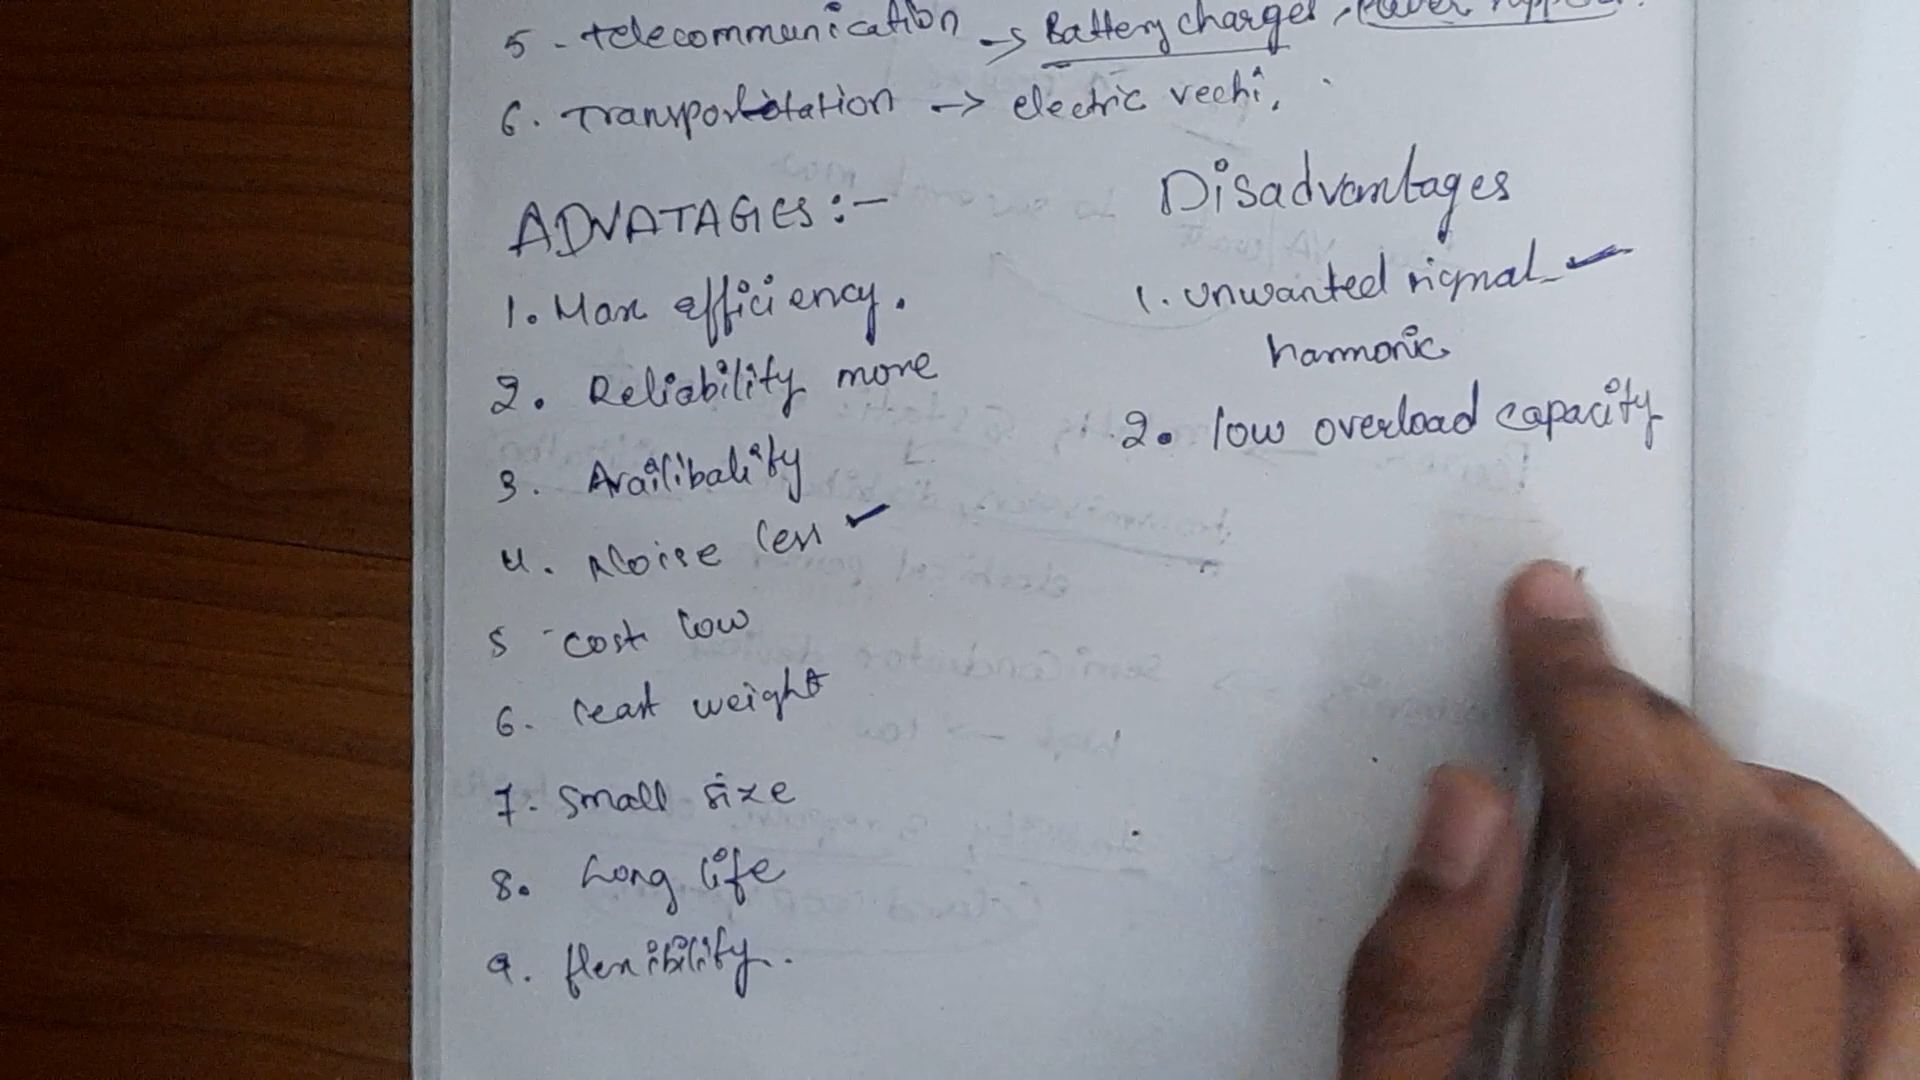 5 - telecommunication -> Battery charger, Power
6. Transportotation -> electric vechi,
ADVATAGES :-
1. Max efficiency.
2. Reliability more
3. Availibality
4. Noise less ✓
5 - cost low
6. least weight
7. small size
8. Long life
9. flexibility.
Disadvantages
1. unwanted signal ✓
harmonic
2. low overload capacity